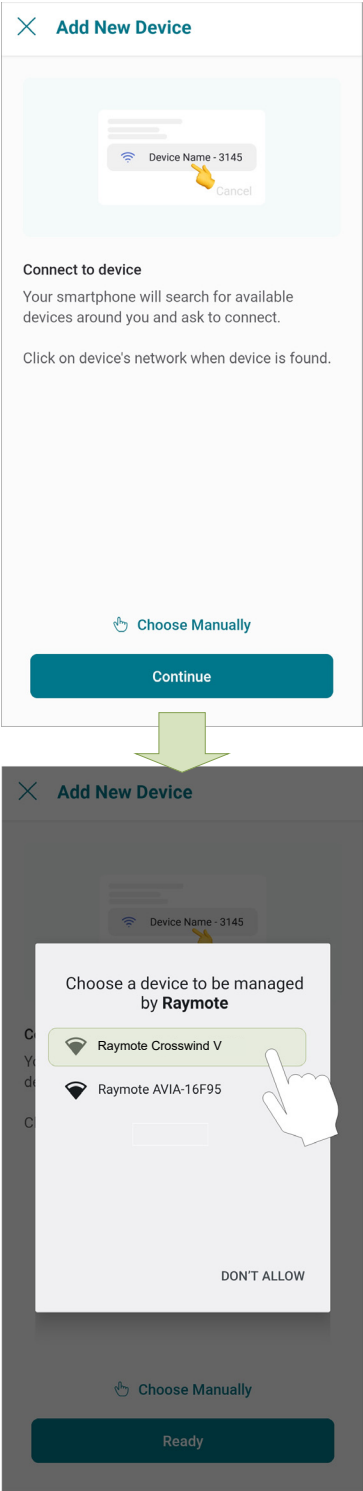 Add New Device
Device Name - 3145
Cancel
Connect to device
Your smartphone will search for available
devices around you and ask to connect.
Click on device's network when device is found.
Choose Manually
Continue
Add New Device
Device Name - 3145
Choose a device to be managed
by Raymote
Raymote Crosswind V
Raymote AVIA-16F95
DON'T ALLOW
Choose Manually
Ready